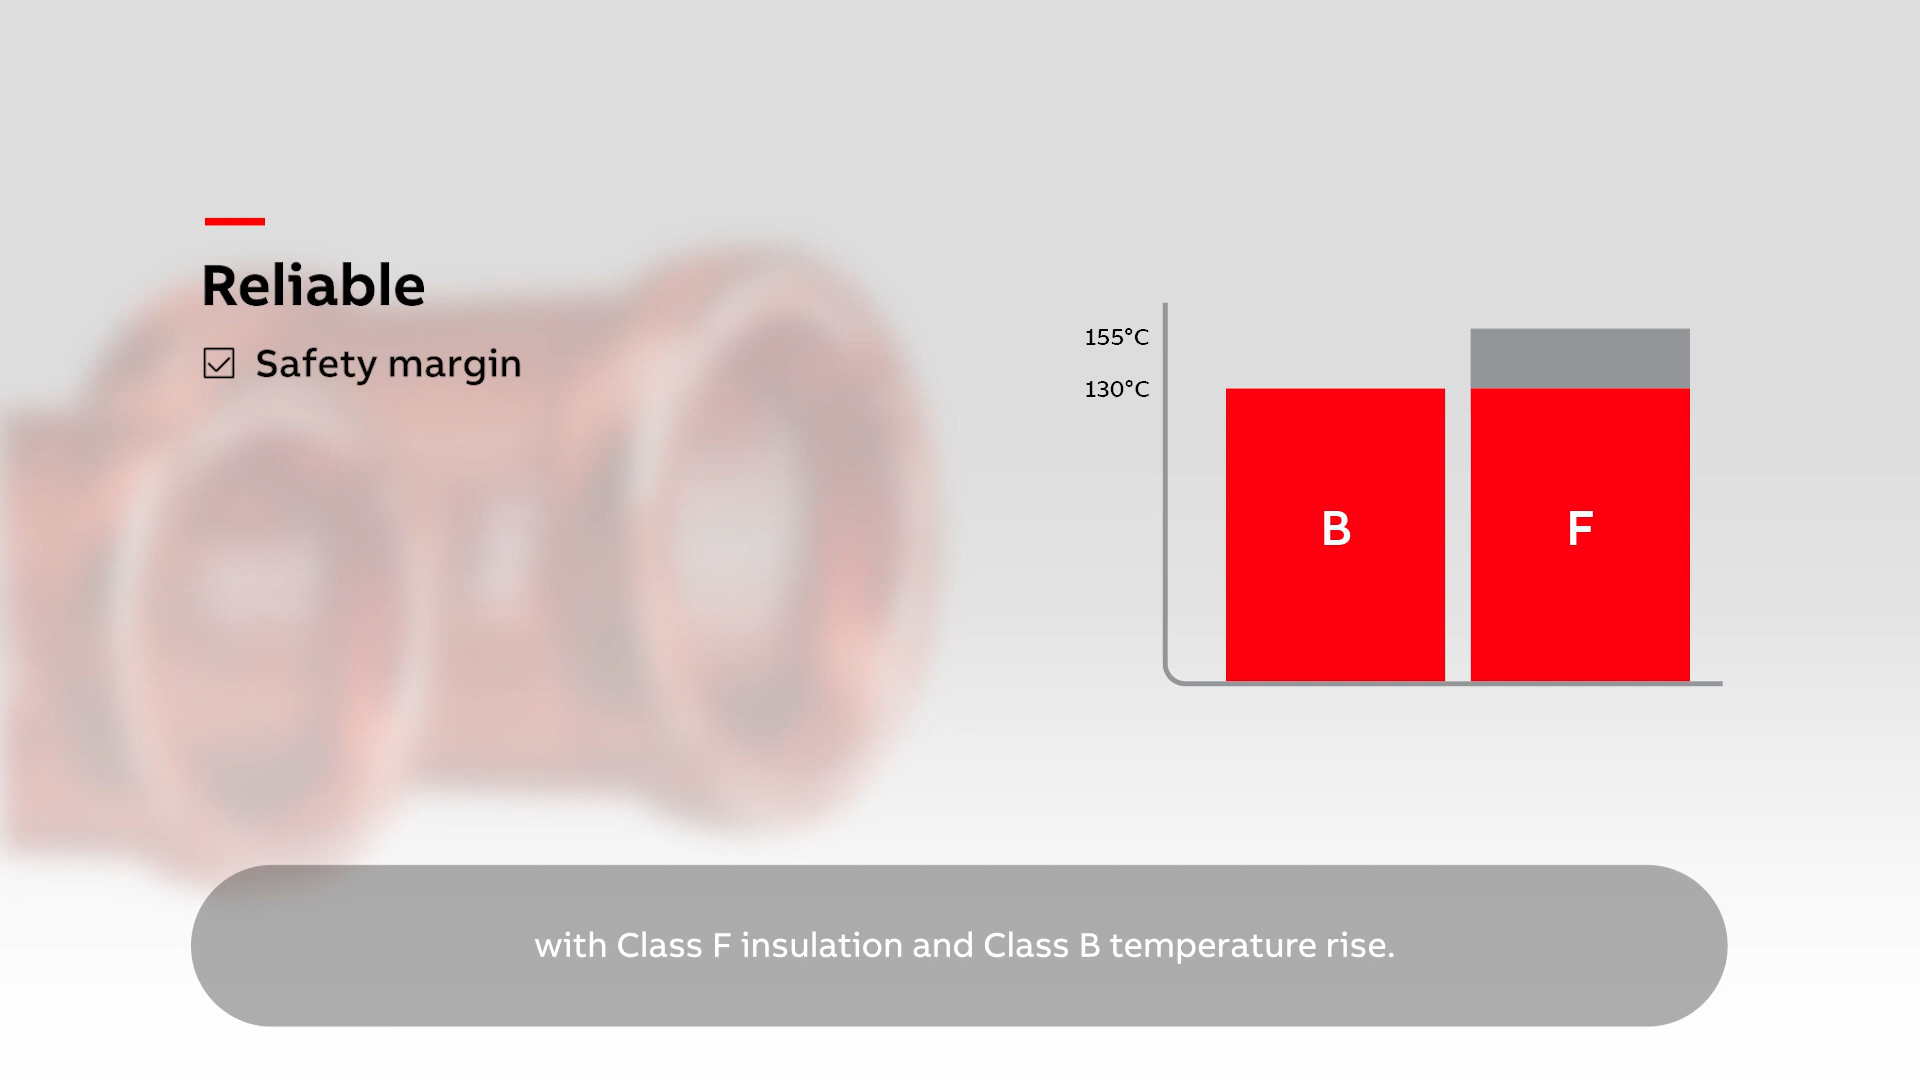 Reliable
Safety margin
155°C
130°C
B
F
with Class F insulation and Class B temperature rise.